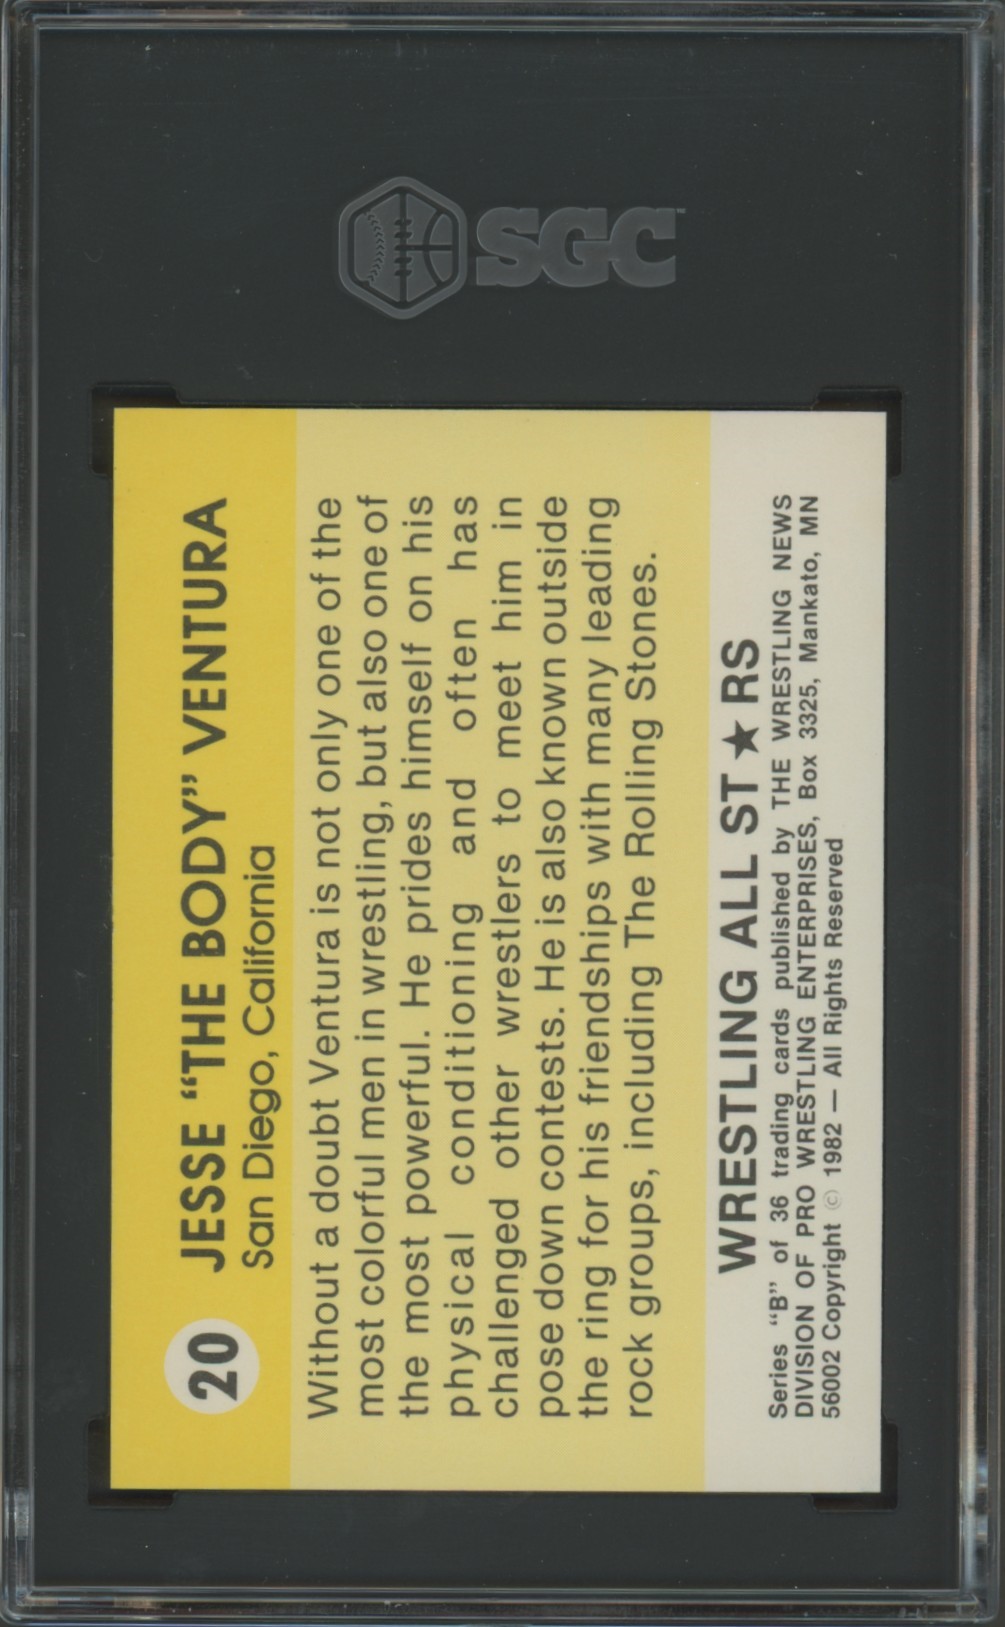 SGC
20
JESSE "THE BODY" VENTURA
San Diego, California
Without a doubt Ventura is not only one of the
most colorful men in wrestling, but also one of
the most powerful. He prides himself on his
physical conditioning and often has
challenged other wrestlers to meet him in
pose down contests. He is also known outside
the ring for his friendships with many leading
rock groups, including The Rolling Stones.
WRESTLING ALL ST★RS
Series "B" of 36 trading cards published by THE WRESTLING NEWS
DIVISION OF PRO WRESTLING ENTERPRISES, Box 3325, Mankato, MN
56002 Copyright © 1982 — All Rights Reserved